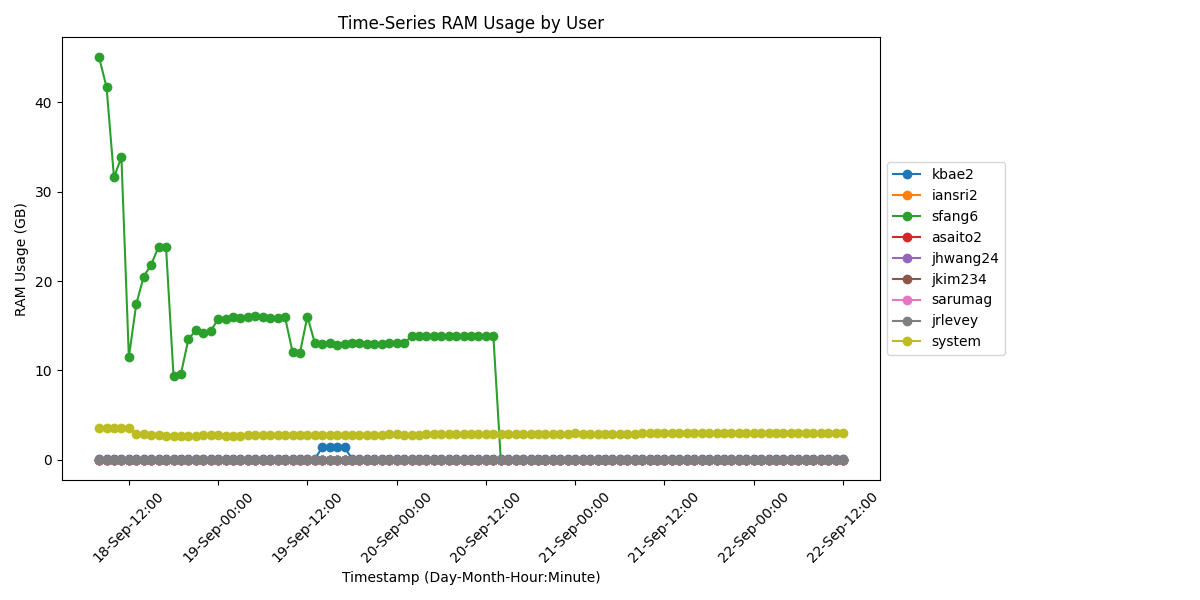 Time-Series RAM Usage by User
RAM Usage (GB)
40
30
20
10
0
18-Sep-12:00
19-Sep-00:00
19-Sep-12:00
20-Sep-00:00
20-Sep-12:00
21-Sep-00:00
21-Sep-12:00
22-Sep-00:00
22-Sep-12:00
Timestamp (Day-Month-Hour:Minute)
kbae2
iansri2
sfang6
asaito2
jhwang24
jkim234
sarumag
jrlevey
system